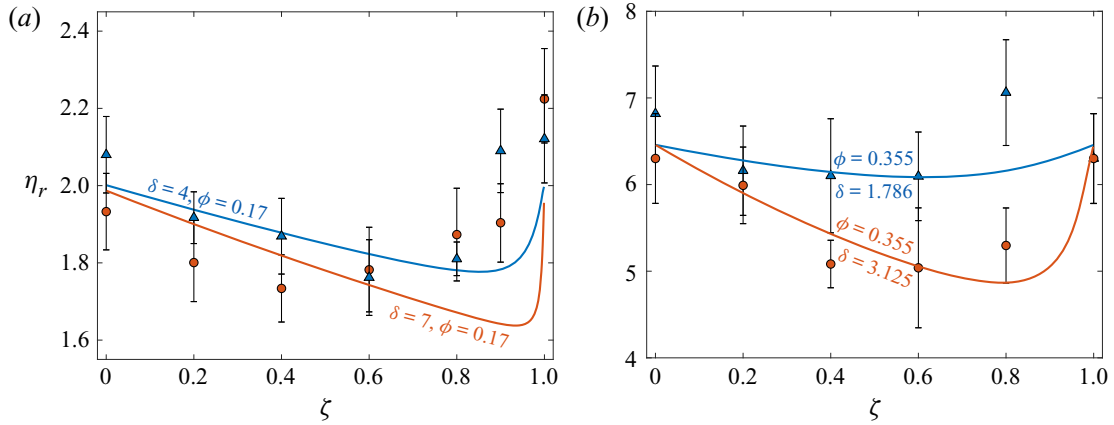 (a)
2.4
2.2
2.0
1.8
1.6
ηr
δ = 4, ϕ = 0.17
δ = 7, ϕ = 0.17
0
0.2
0.4
0.6
0.8
1.0
ζ
(b)
8
7
6
5
4
ϕ = 0.355
δ = 1.786
ϕ = 0.355
δ = 3.125
0
0.2
0.4
0.6
0.8
1.0
ζ